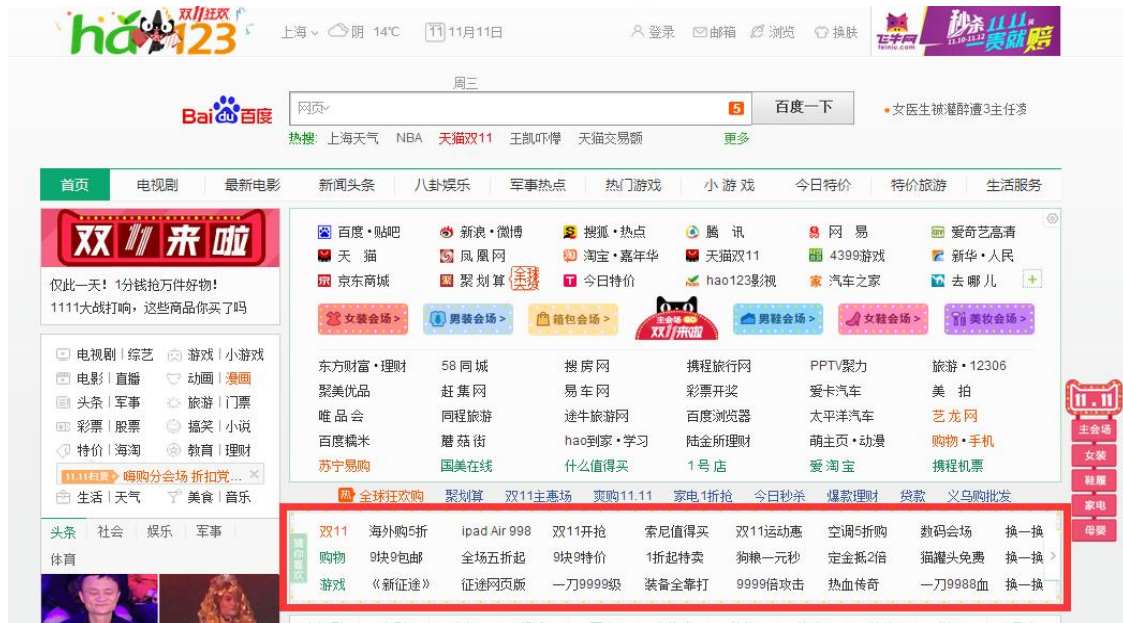 hao123
双11狂欢
上海 阴 14℃ 11 11月11日 登录 邮箱 浏览 换肤
飞牛网 feiniu.com
秒杀1111 11.10-11.12 贵就赔
周三
Baidu百度 网页 5 百度一下 •女医生被灌醉遭3主任凌
热搜: 上海天气 NBA 天猫双11 王凯吓懵 天猫交易额 更多
首页 电视剧 最新电影 新闻头条 八卦娱乐 军事热点 热门游戏 小游戏 今日特价 特价旅游 生活服务
双11来啦
仅此一天！1分钱抢万件好物!
1111大战打响，这些商品你买了吗
电视剧 综艺 游戏 小游戏
电影 直播 动画 漫画
头条 军事 旅游 门票
彩票 股票 搞笑 小说
特价 海淘 教育 理财
11.11扫货 嗨购分会场 折扣党... ×
生活 天气 美食 音乐
头条 社会 娱乐 军事
体育
百度•贴吧 新浪•微博 搜狐•热点 腾 讯 网 易 爱奇艺高清
天 猫 凤凰网 淘宝•嘉年华 天猫双11 4399游戏 新华•人民
京东商城 聚划算 今日特价 hao123影视 汽车之家 去哪儿 +
女装会场> 男装会场> 箱包会场> 主会场 双11来啦 男鞋会场> 女鞋会场> 美妆会场>
东方财富•理财 58同城 搜房网 携程旅行网 PPTV聚力 旅游•12306
聚美优品 赶集网 易车网 彩票开奖 爱卡汽车 美 拍
唯品会 同程旅游 途牛旅游网 百度浏览器 太平洋汽车 艺龙网
百度糯米 蘑菇街 hao到家•学习 陆金所理财 萌主页•动漫 购物•手机
苏宁易购 国美在线 什么值得买 1号店 爱淘宝 携程机票
热 全球狂欢购 聚划算 双11主惠场 爽购11.11 家电1折抢 今日秒杀 爆款理财 贷款 义乌购批发
猜你喜欢
双11 海外购5折 ipad Air 998 双11开抢 索尼值得买 双11运动惠 空调5折购 数码会场 换一换
购物 9块9包邮 全场五折起 9块9特价 1折起特卖 狗粮一元秒 定金抵2倍 猫罐头免费 换一换 >
游戏 《新征途》 征途网页版 一刀9999级 装备全靠打 9999倍攻击 热血传奇 一刀9988血 换一换
11.11
主会场
女装
鞋履
家电
母婴